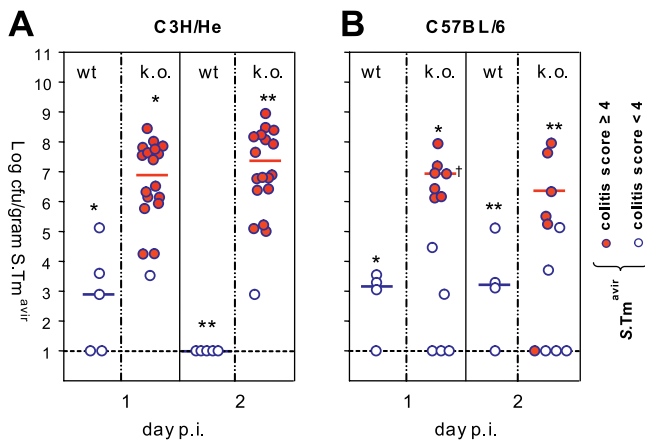 A C3H/He
wt k.o. wt k.o.
* * ** **
11
10
9
8
7
6
5
4
3
2
1
Log cfu/gram S.Tm avir
1 2
day p.i.
B C57BL/6
wt k.o. wt k.o.
* * † ** **
1 2
day p.i.
colitis score ≥ 4
colitis score < 4
S.Tm avir